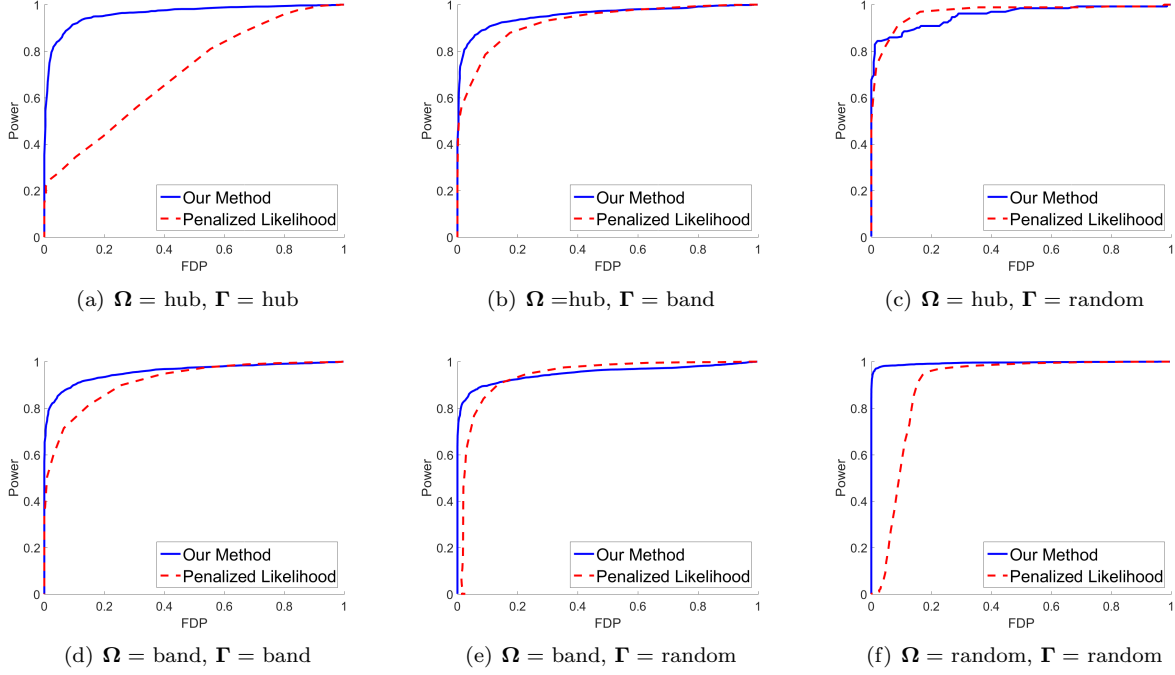 1
0.8
0.6
0.4
0.2
0
Power
0 0.2 0.4 0.6 0.8 1
FDP
Our Method
Penalized Likelihood
(a) Ω = hub, Γ = hub
1
0.8
0.6
0.4
0.2
0
Power
0 0.2 0.4 0.6 0.8 1
FDP
Our Method
Penalized Likelihood
(b) Ω =hub, Γ = band
1
0.8
0.6
0.4
0.2
0
Power
0 0.2 0.4 0.6 0.8 1
FDP
Our Method
Penalized Likelihood
(c) Ω = hub, Γ = random
1
0.8
0.6
0.4
0.2
0
Power
0 0.2 0.4 0.6 0.8 1
FDP
Our Method
Penalized Likelihood
(d) Ω = band, Γ = band
1
0.8
0.6
0.4
0.2
0
Power
0 0.2 0.4 0.6 0.8 1
FDP
Our Method
Penalized Likelihood
(e) Ω = band, Γ = random
1
0.8
0.6
0.4
0.2
0
Power
0 0.2 0.4 0.6 0.8 1
FDP
Our Method
Penalized Likelihood
(f) Ω = random, Γ = random